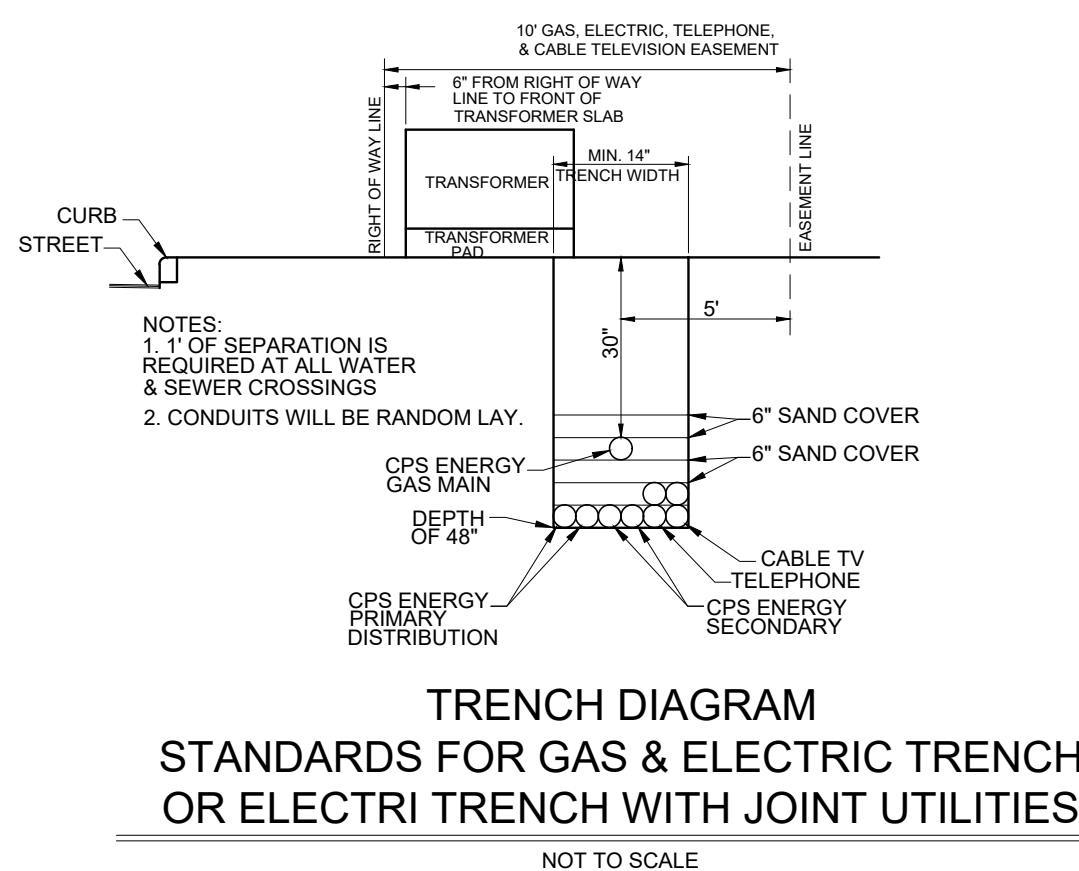 10' GAS, ELECTRIC, TELEPHONE,
& CABLE TELEVISION EASEMENT
6" FROM RIGHT OF WAY
LINE TO FRONT OF
TRANSFORMER SLAB
RIGHT OF WAY LINE
EASEMENT LINE
MIN. 14"
TRENCH WIDTH
TRANSFORMER
TRANSFORMER
PAD
CURB
STREET
5'
30"
NOTES:
1. 1' OF SEPARATION IS
REQUIRED AT ALL WATER
& SEWER CROSSINGS
2. CONDUITS WILL BE RANDOM LAY.
6" SAND COVER
6" SAND COVER
CPS ENERGY
GAS MAIN
DEPTH
OF 48"
CABLE TV
TELEPHONE
CPS ENERGY
PRIMARY
DISTRIBUTION
CPS ENERGY
SECONDARY
TRENCH DIAGRAM
STANDARDS FOR GAS & ELECTRIC TRENCH
OR ELECTRI TRENCH WITH JOINT UTILITIES
NOT TO SCALE